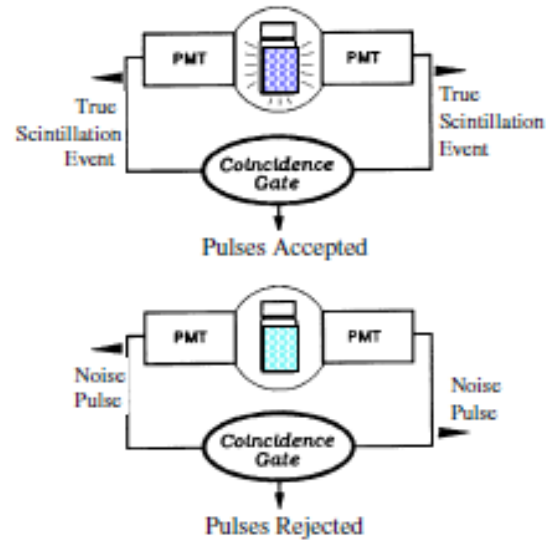 PMT
PMT
True
Scintillation
Event
True
Scintillation
Event
Coincidence
Gate
Pulses Accepted
PMT
PMT
Noise
Pulse
Noise
Pulse
Coincidence
Gate
Pulses Rejected